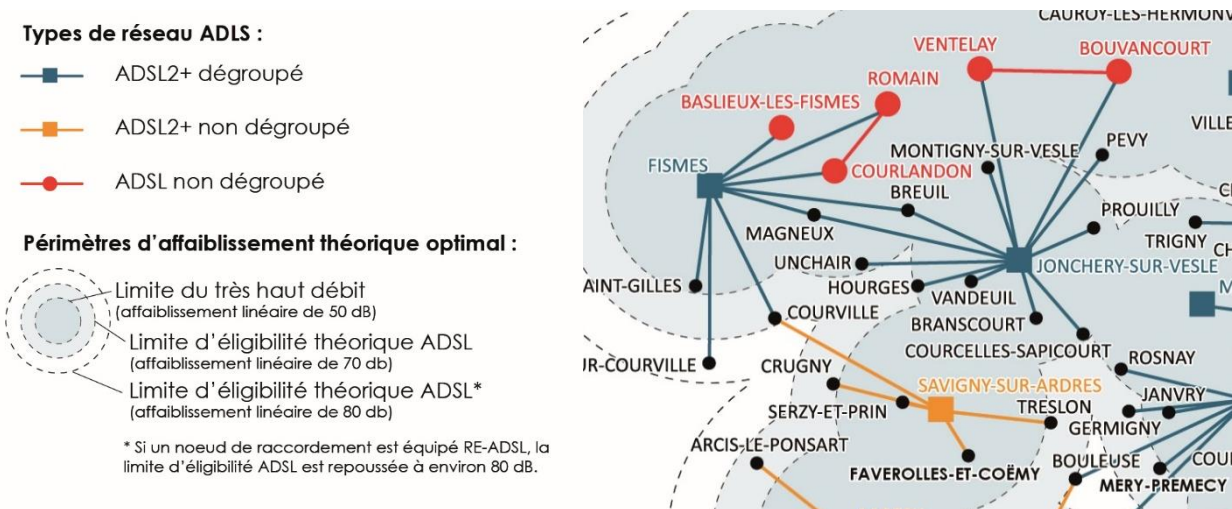 Types de réseau ADLS :
ADSL2+ dégroupé
ADSL2+ non dégroupé
ADSL non dégroupé
Périmètres d'affaiblissement théorique optimal :
Limite du très haut débit
(affaiblissement linéaire de 50 dB)
Limite d'éligibilité théorique ADSL
(affaiblissement linéaire de 70 db)
Limite d'éligibilité théorique ADSL*
(affaiblissement linéaire de 80 db)
* Si un noeud de raccordement est équipé RE-ADSL, la
limite d'éligibilité ADSL est repoussée à environ 80 dB.
CAUROY-LES-HERMONV
VENTELAY
BOUVANCOURT
ROMAIN
BASLIEUX-LES-FISMES
VILLE
PEVY
MONTIGNY-SUR-VESLE
FISMES
COURLANDON
BREUIL
PROUILLY
MAGNEUX
TRIGNY
UNCHAIR
JONCHERY-SUR-VESLE
AINT-GILLES
HOURGES
VANDEUIL
COURVILLE
BRANSCOURT
COURCELLES-SAPICOURT
UR-COURVILLE
CRUGNY
ROSNAY
SAVIGNY-SUR-ARDRES
JANVRY
SERZY-ET-PRIN
TRESLON
GERMIGNY
ARCIS-LE-PONSART
BOULEUSE
COU
FAVEROLLES-ET-COËMY
MERY-PREMECY